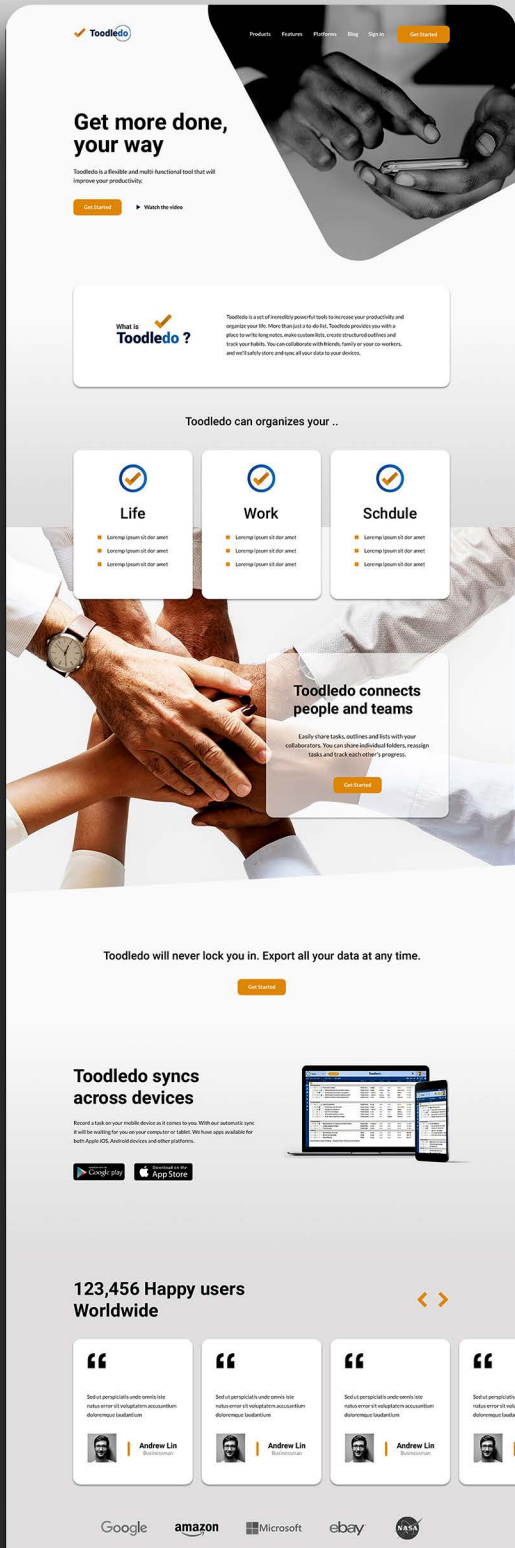 Toodledo
Products Features Platforms Blog Sign in Get Started
Get more done,
your way
Toodledo is a flexible and multi-functional tool that will
improve your productivity.
Get Started ▶ Watch the video
What is
Toodledo ?
Toodledo is a set of incredibly powerful tools to increase your productivity and
organize your life. More than just a to-do list. Toodledo provides you with a
place to write long notes, make custom lists, create structured outlines and
track your habits. You can collaborate with friends, family or your co-workers,
and we'll safely store and sync all your data to your devices.
Toodledo can organizes your ..
Life
Loremp ipsum sit dor amet
Loremp ipsum sit dor amet
Loremp ipsum sit dor amet
Work
Loremp ipsum sit dor amet
Loremp ipsum sit dor amet
Loremp ipsum sit dor amet
Schdule
Loremp ipsum sit dor amet
Loremp ipsum sit dor amet
Loremp ipsum sit dor amet
Toodledo connects
people and teams
Easily share tasks, outlines and lists with your
collaborators. You can share individual folders, reassign
tasks and track each other's progress.
Get Started
Toodledo will never lock you in. Export all your data at any time.
Get Started
Toodledo syncs
across devices
Record a task on your mobile device as it comes to you. With our automatic sync
it will be waiting for you on your computer or tablet. We have apps available for
both Apple iOS, Android devices and other platforms.
Google play
Download on the
App Store
123,456 Happy users
Worldwide
Sed ut perspiciatis unde omnis iste
natus error sit voluptatem accusantium
doloremque laudantium
Andrew Lin
Businessman
Sed ut perspiciatis unde omnis iste
natus error sit voluptatem accusantium
doloremque laudantium
Andrew Lin
Businessman
Sed ut perspiciatis unde omnis iste
natus error sit voluptatem accusantium
doloremque laudantium
Andrew Lin
Businessman
Sed ut perspiciati
natus error sit vol
doloremque laud
Google amazon Microsoft ebay NASA